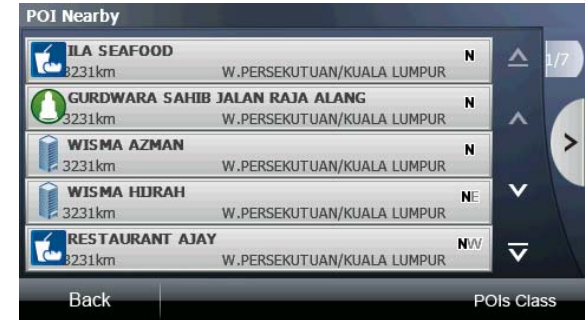 POI Nearby
ILA SEAFOOD N
3231km W.PERSEKUTUAN/KUALA LUMPUR
1/7
GURDWARA SAHIB JALAN RAJA ALANG N
3231km W.PERSEKUTUAN/KUALA LUMPUR
WISMA AZMAN N
3231km W.PERSEKUTUAN/KUALA LUMPUR
WISMA HIJRAH NE
3231km W.PERSEKUTUAN/KUALA LUMPUR
RESTAURANT AJAY NW
3231km W.PERSEKUTUAN/KUALA LUMPUR
Back POIs Class